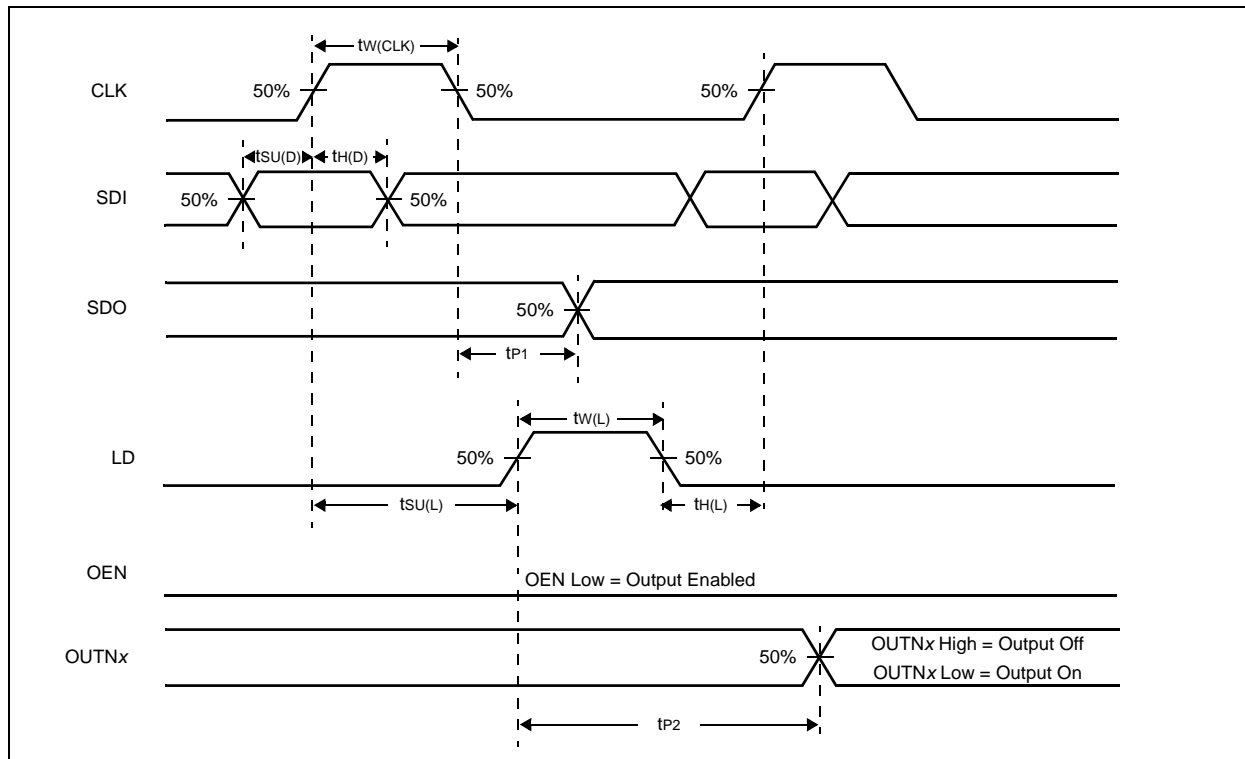 tW(CLK)
CLK
50%
50%
50%
tSU(D)
tH(D)
SDI
50%
50%
SDO
50%
tP1
tW(L)
LD
50%
50%
tSU(L)
tH(L)
OEN
OEN Low = Output Enabled
OUTNx
50%
OUTNx High = Output Off
OUTNx Low = Output On
tP2